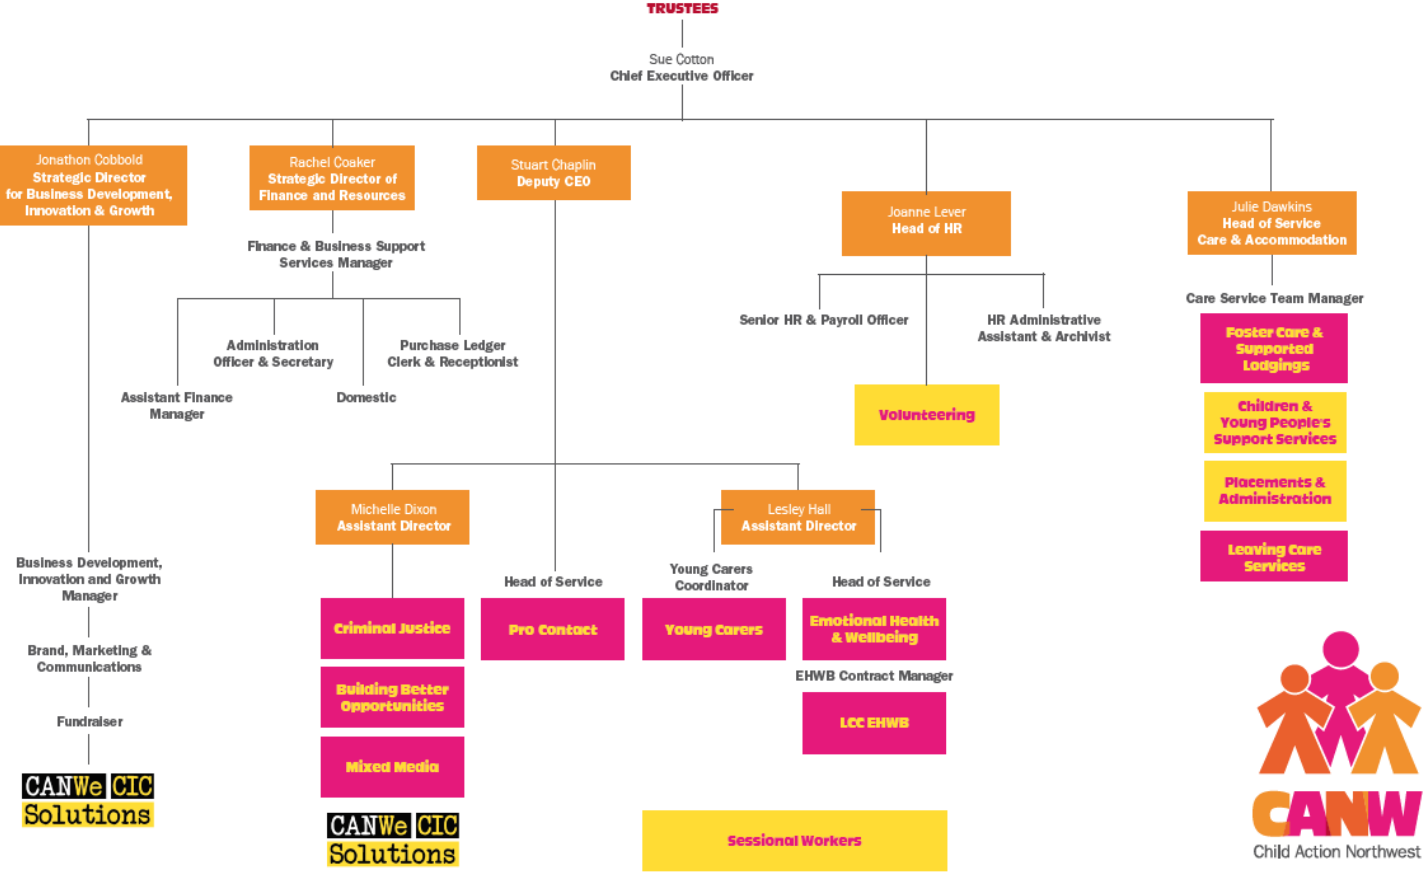 TRUSTEES
Sue Cotton
Chief Executive Officer
Jonathon Cobbold
Strategic Director
for Business Development,
Innovation & Growth
Rachel Coaker
Strategic Director of
Finance and Resources
Stuart Chaplin
Deputy CEO
Joanne Lever
Head of HR
Julie Dawkins
Head of Service
Care & Accommodation
Finance & Business Support
Services Manager
Administration
Officer & Secretary
Purchase Ledger
Clerk & Receptionist
Assistant Finance
Manager
Domestic
Senior HR & Payroll Officer
HR Administrative
Assistant & Archivist
Volunteering
Care Service Team Manager
Foster Care &
Supported
Lodgings
Children &
Young People's
Support Services
Placements &
Administration
Leaving Care
Services
Michelle Dixon
Assistant Director
Lesley Hall
Assistant Director
Business Development,
Innovation and Growth
Manager
Brand, Marketing &
Communications
Fundraiser
CANWe CIC
Solutions
Criminal Justice
Building Better
Opportunities
Mixed Media
CANWe CIC
Solutions
Head of Service
Pro Contact
Young Carers
Coordinator
Young Carers
Head of Service
Emotional Health
& Wellbeing
EHWB Contract Manager
LCC EHWB
Sessional Workers
CANW
Child Action Northwest